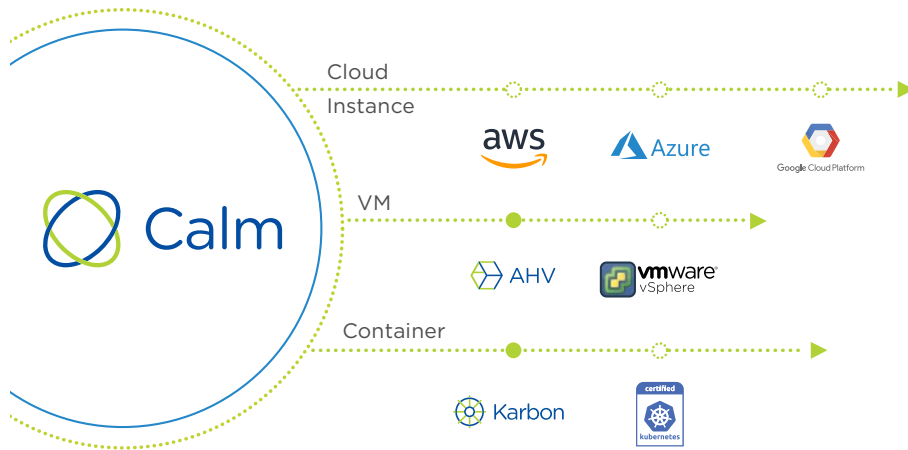 Cloud
Instance
aws
Azure
Google Cloud Platform
Calm
VM
AHV
vmware®
vSphere
Container
Karbon
certified
kubernetes